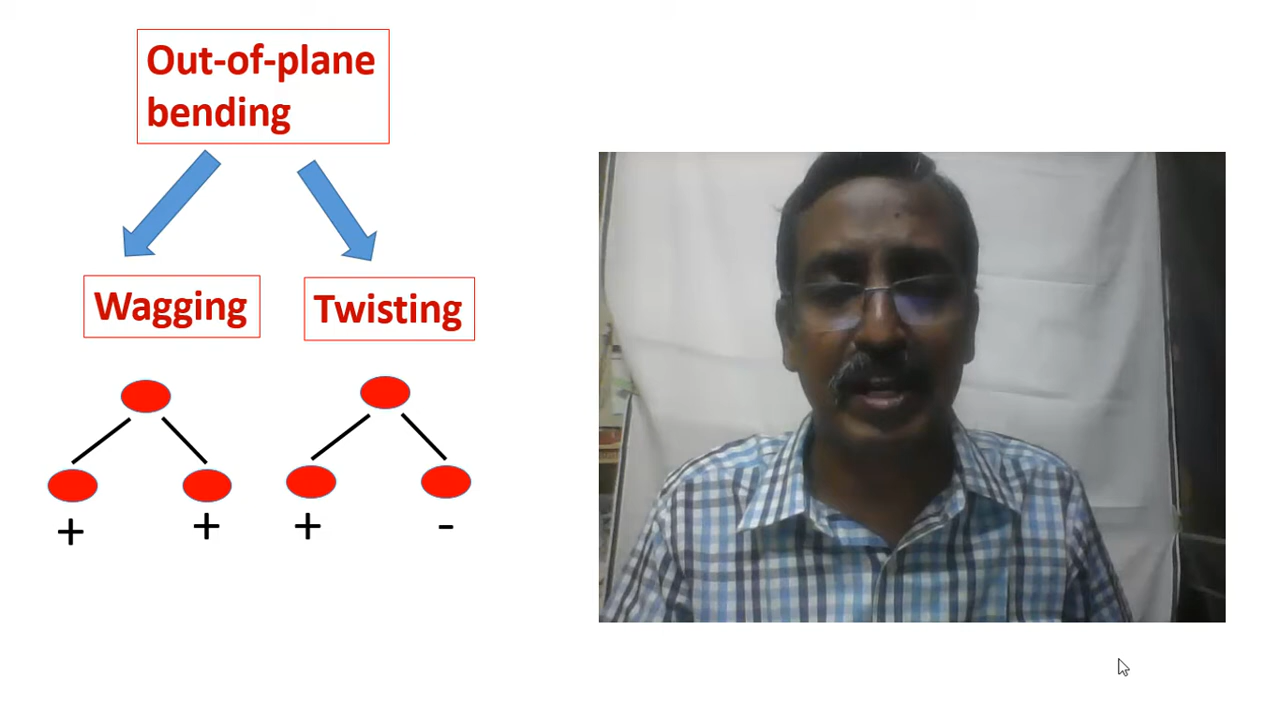 Out-of-plane
bending
Wagging
Twisting
+ + + -